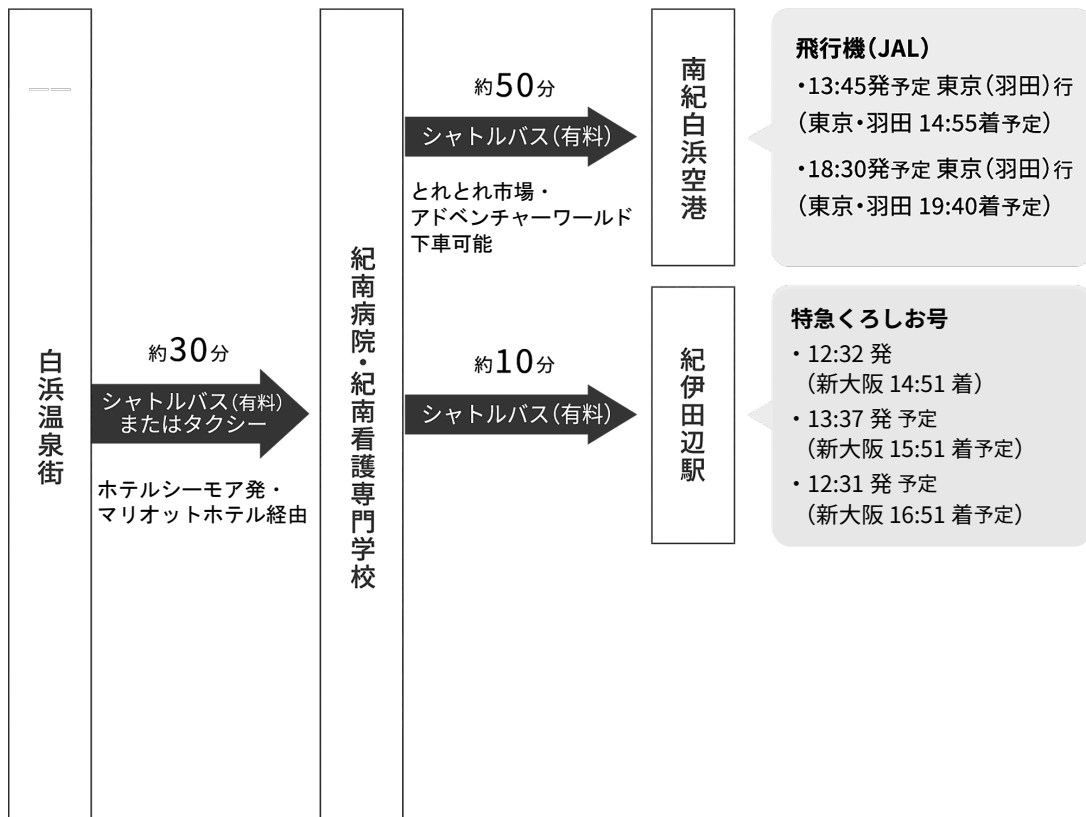 白浜温泉街
約30分
シャトルバス（有料）
またはタクシー
ホテルシーモア発・
マリオットホテル経由
紀南病院・紀南看護専門学校
約50分
シャトルバス（有料）
とれとれ市場・
アドベンチャーワールド
下車可能
南紀白浜空港
飛行機（JAL）
・13:45発予定 東京（羽田）行
（東京・羽田 14:55着予定）
・18:30発予定 東京（羽田）行
（東京・羽田 19:40着予定）
約10分
シャトルバス（有料）
紀伊田辺駅
特急くろしお号
・12:32 発
（新大阪 14:51 着）
・13:37 発 予定
（新大阪 15:51 着予定）
・12:31 発 予定
（新大阪 16:51 着予定）